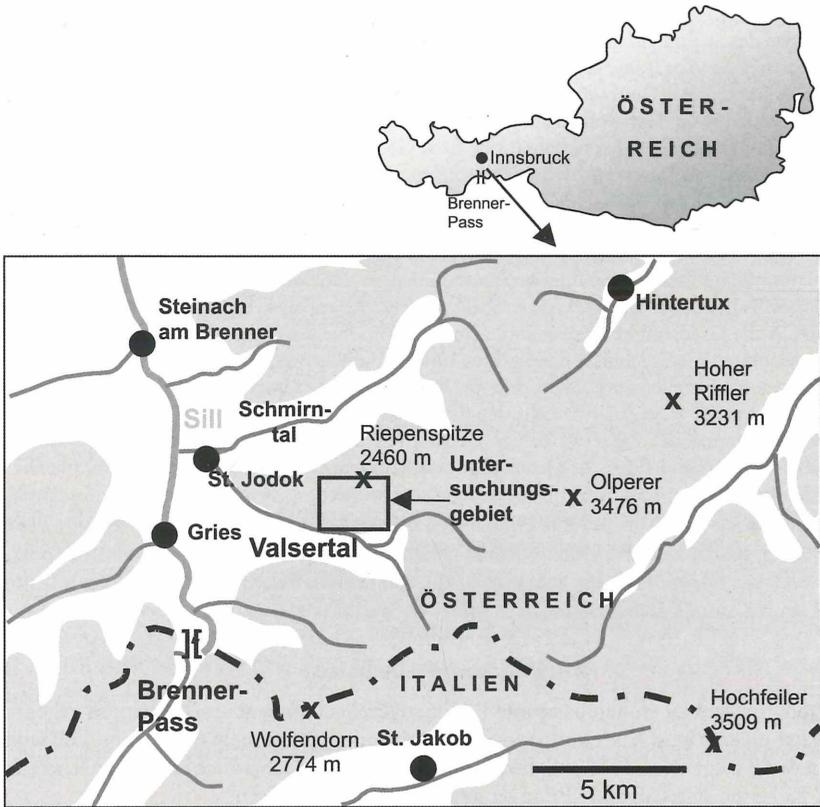 ÖSTER-
REICH
Innsbruck
Brenner-
Pass
Steinach
am Brenner
Hintertux
Hoher
Riffler
3231 m
Sill
Schmirn-
tal
Riepenspitze
2460 m
St. Jodok
Unter-
suchungs-
gebiet
Olperer
3476 m
Gries
Valsertal
ÖSTERREICH
ITALIEN
Brenner-
Pass
Wolfendorn
2774 m
St. Jakob
Hochfeiler
3509 m
5 km